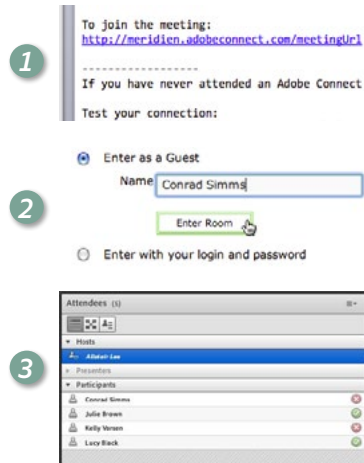 1
To join the meeting:
http://meridien.adobeconnect.com/meetingUrl
-----------------
If you have never attended an Adobe Connect
Test your connection:
2
Enter as a Guest
Name Conrad Simms
Enter Room
Enter with your login and password
3
Attendees (5)
Hosts
Presenters
Participants
Conrad Simms
Julie Brown
Kelly Versen
Lucy Black